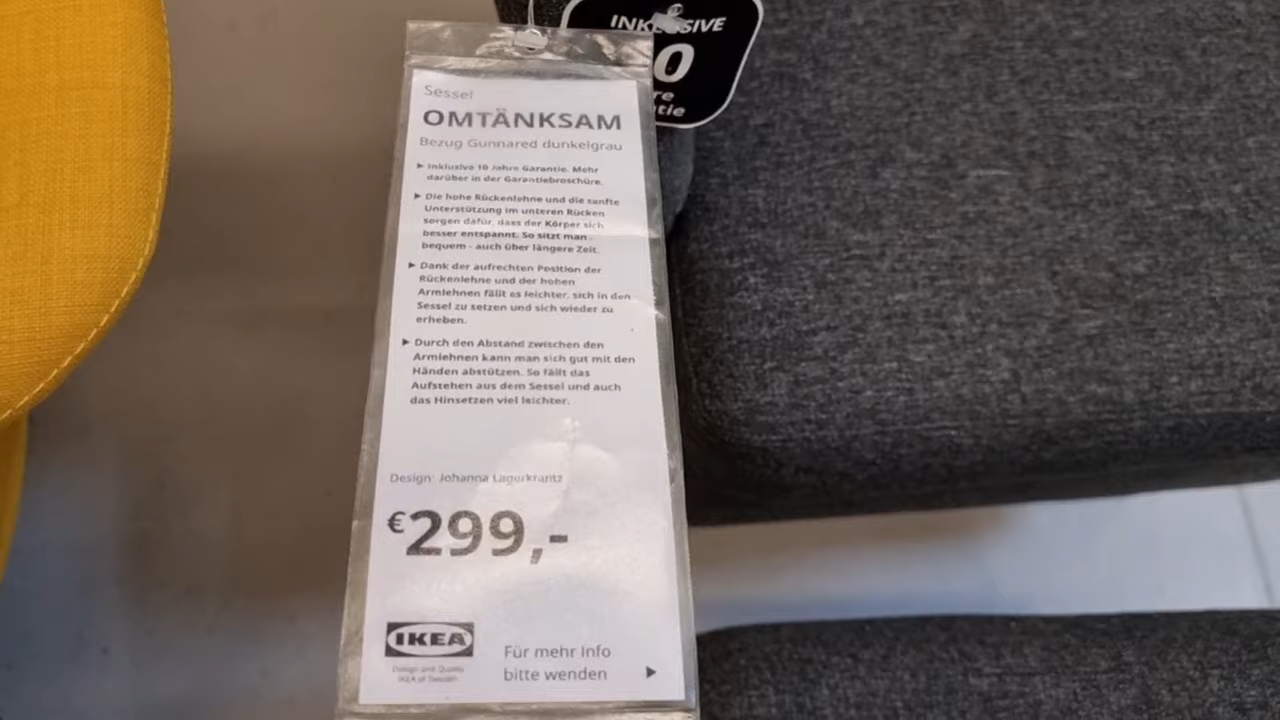 INKLUSIVE
0
re
tie
Sessel
OMTÄNKSAM
Bezug Gunnared dunkelgrau
▶ Inklusive 10 Jahre Garantie. Mehr
darüber in der Garantiebroschüre.
▶ Die hohe Rückenlehne und die sanfte
Unterstützung im unteren Rücken
sorgen dafür, dass der Körper sich
besser entspannt. So sitzt man
bequem - auch über längere Zeit.
▶ Dank der aufrechten Position der
Rückenlehne und der hohen
Armlehnen fällt es leichter, sich in den
Sessel zu setzen und sich wieder zu
erheben.
▶ Durch den Abstand zwischen den
Armlehnen kann man sich gut mit den
Händen abstützen. So fällt das
Aufstehen aus dem Sessel und auch
das Hinsetzen viel leichter.
Design: Johanna Lagerkrantz
€299,-
IKEA
Design and Quality
IKEA of Sweden
Für mehr Info
bitte wenden ▶